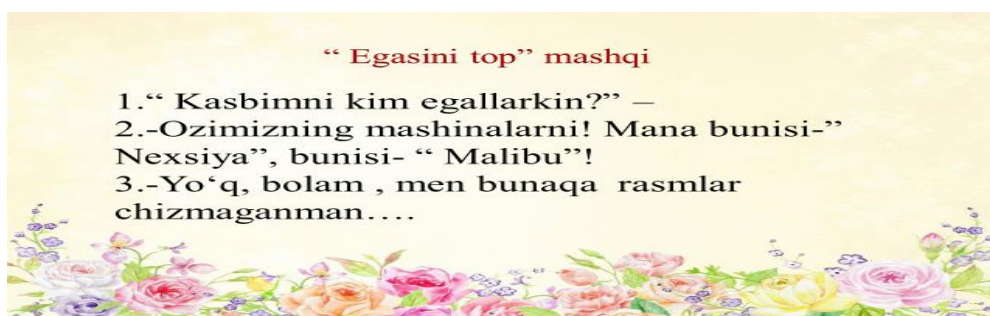 “ Egasini top” mashqi
1.“ Kasbimni kim egallarkin?” –
2.-Ozimizning mashinalarni! Mana bunisi-”
Nexsiya”, bunisi- “ Malibu”!
3.-Yo‘q, bolam , men bunaqa rasmlar
chizmaganman….